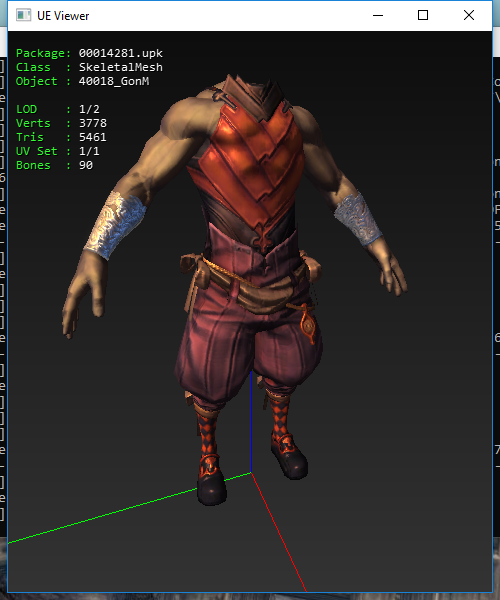 UE Viewer
Package: 00014281.upk
Class : SkeletalMesh
Object : 40018_GonM
LOD : 1/2
Verts : 3778
Tris : 5461
UV Set : 1/1
Bones : 90